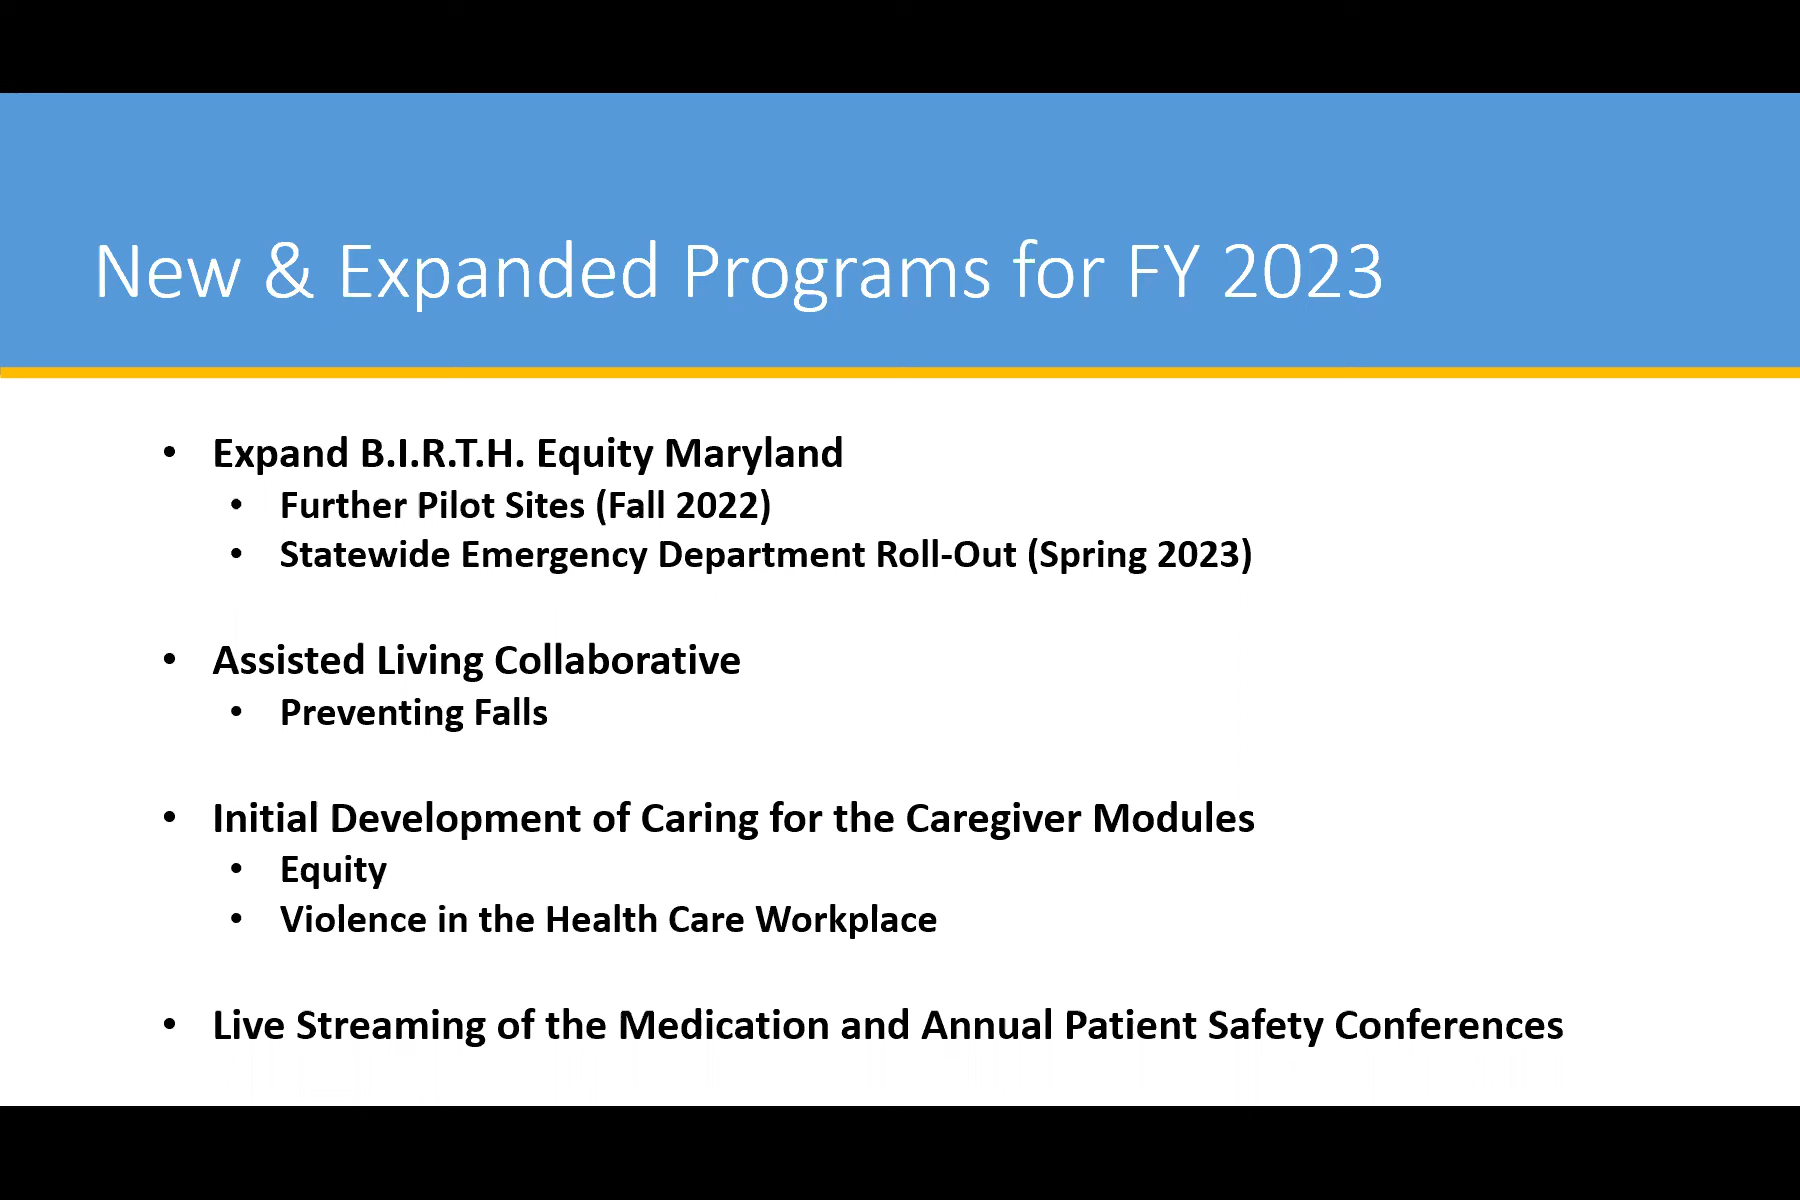 New & Expanded Programs for FY 2023
• Expand B.I.R.T.H. Equity Maryland
• Further Pilot Sites (Fall 2022)
• Statewide Emergency Department Roll-Out (Spring 2023)
• Assisted Living Collaborative
• Preventing Falls
• Initial Development of Caring for the Caregiver Modules
• Equity
• Violence in the Health Care Workplace
• Live Streaming of the Medication and Annual Patient Safety Conferences